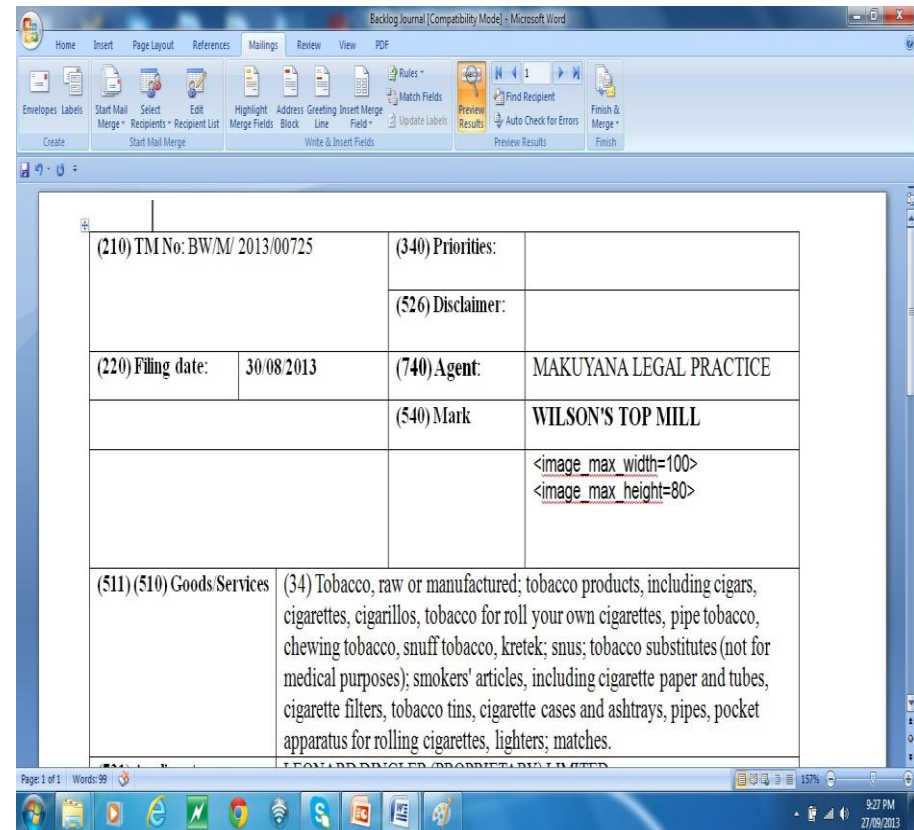 Backlog Journal [Compatibility Mode] - Microsoft Word
Home Insert Page Layout References Mailings Review View PDF
Envelopes Labels
Create
Start Mail Merge Select Recipients Edit Recipient List
Start Mail Merge
Highlight Merge Fields Address Block Greeting Line Insert Merge Field
Rules
Match Fields
Update Labels
Write & Insert Fields
Preview Results
1
Find Recipient
Auto Check for Errors
Preview Results
Finish & Merge
Finish
(210) TM No: BW/M/ 2013/00725 (340) Priorities:
(526) Disclaimer:
(220) Filing date: 30/08/2013 (740) Agent: MAKUYANA LEGAL PRACTICE
(540) Mark WILSON'S TOP MILL
<image_max_width=100>
<image_max_height=80>
(511) (510) Goods/Services (34) Tobacco, raw or manufactured; tobacco products, including cigars,
cigarettes, cigarillos, tobacco for roll your own cigarettes, pipe tobacco,
chewing tobacco, snuff tobacco, kretek; snus; tobacco substitutes (not for
medical purposes); smokers' articles, including cigarette paper and tubes,
cigarette filters, tobacco tins, cigarette cases and ashtrays, pipes, pocket
apparatus for rolling cigarettes, lighters; matches.
LEONARD DINGLER (PROPRIETARY) LIMITED
Page: 1 of 1 Words: 99 157%
9:27 PM
27/09/2013